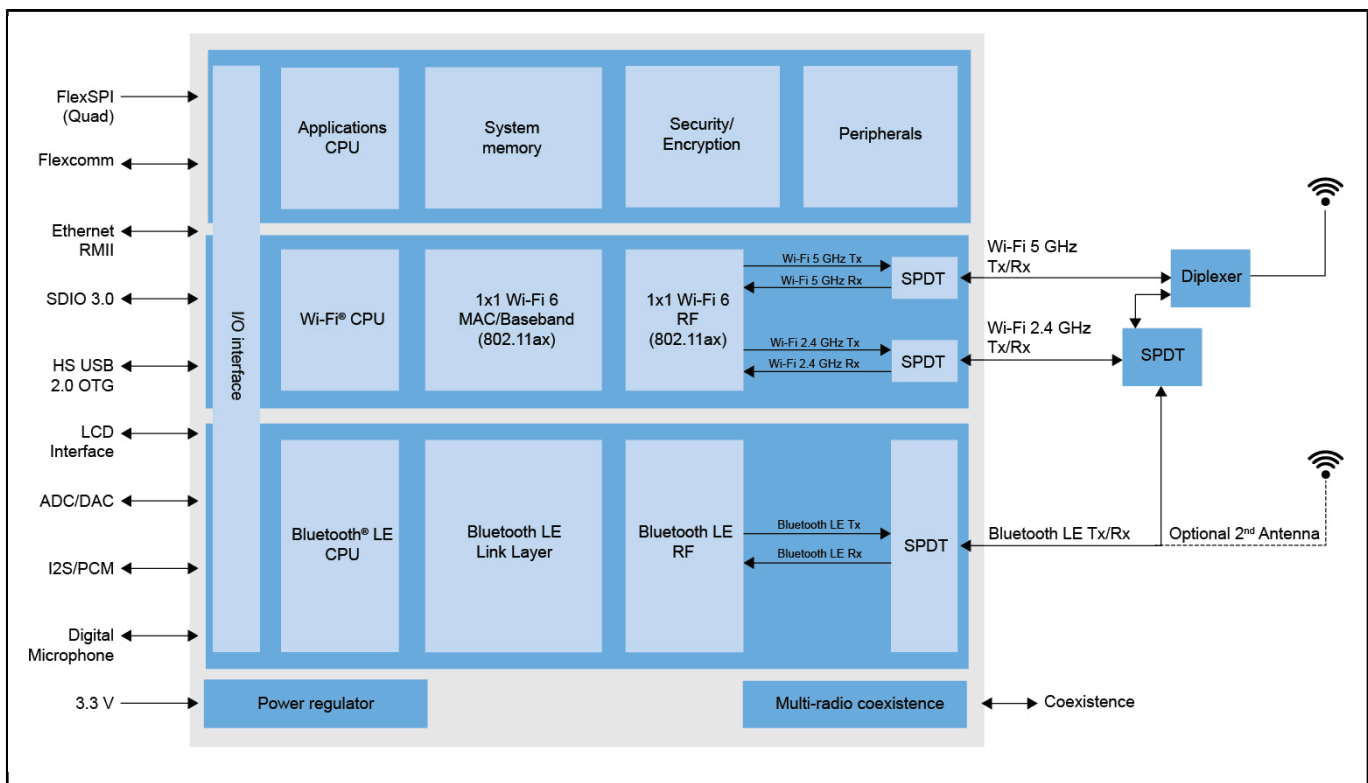 FlexSPI
(Quad)
Flexcomm
Ethernet
RMII
SDIO 3.0
HS USB
2.0 OTG
LCD
Interface
ADC/DAC
I2S/PCM
Digital
Microphone
3.3 V
I/O interface
Applications
CPU
System
memory
Security/
Encryption
Peripherals
Wi-Fi® CPU
1x1 Wi-Fi 6
MAC/Baseband
(802.11ax)
1x1 Wi-Fi 6
RF
(802.11ax)
Wi-Fi 5 GHz Tx
Wi-Fi 5 GHz Rx
SPDT
Wi-Fi 2.4 GHz Tx
Wi-Fi 2.4 GHz Rx
SPDT
Bluetooth® LE
CPU
Bluetooth LE
Link Layer
Bluetooth LE
RF
Bluetooth LE Tx
Bluetooth LE Rx
SPDT
Power regulator
Multi-radio coexistence
Wi-Fi 5 GHz
Tx/Rx
Diplexer
Wi-Fi 2.4 GHz
Tx/Rx
SPDT
Bluetooth LE Tx/Rx
Optional 2nd Antenna
Coexistence